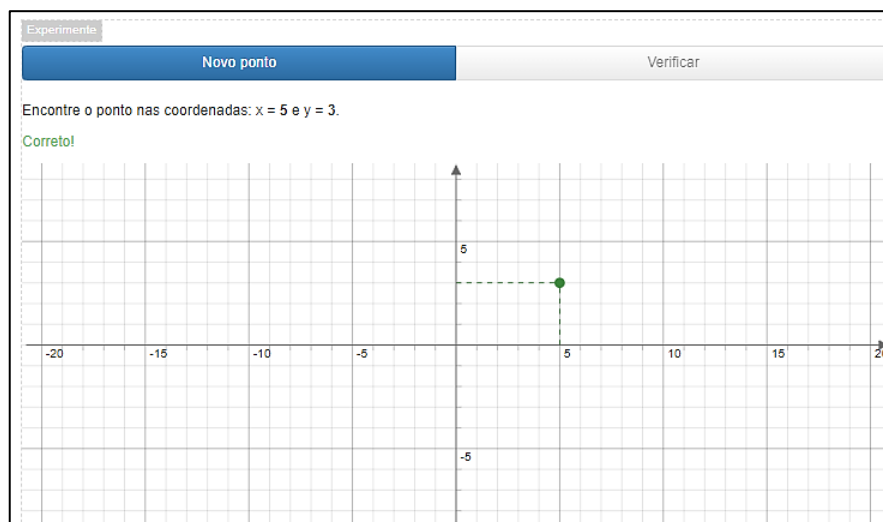 Experimente
Novo ponto
Verificar
Encontre o ponto nas coordenadas: x = 5 e y = 3.
Correto!
5
-20 -15 -10 -5 5 10 15
-5